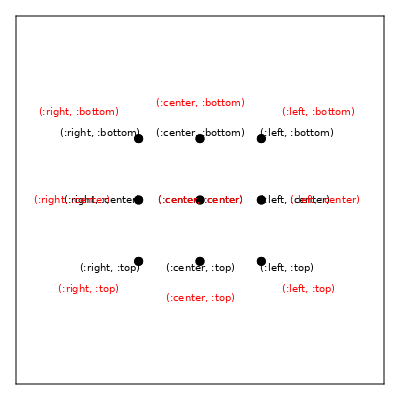 (:center, :bottom)
(:right, :bottom) (:left, :bottom)
(:right, :bottom) (:center, :bottom) (:left, :bottom)
(:right, :center) (:right, :center) (:center, :center) (:center, :center) (:left, :center) (:left, :center)
(:right, :top) (:center, :top) (:left, :top)
(:right, :top) (:left, :top)
(:center, :top)